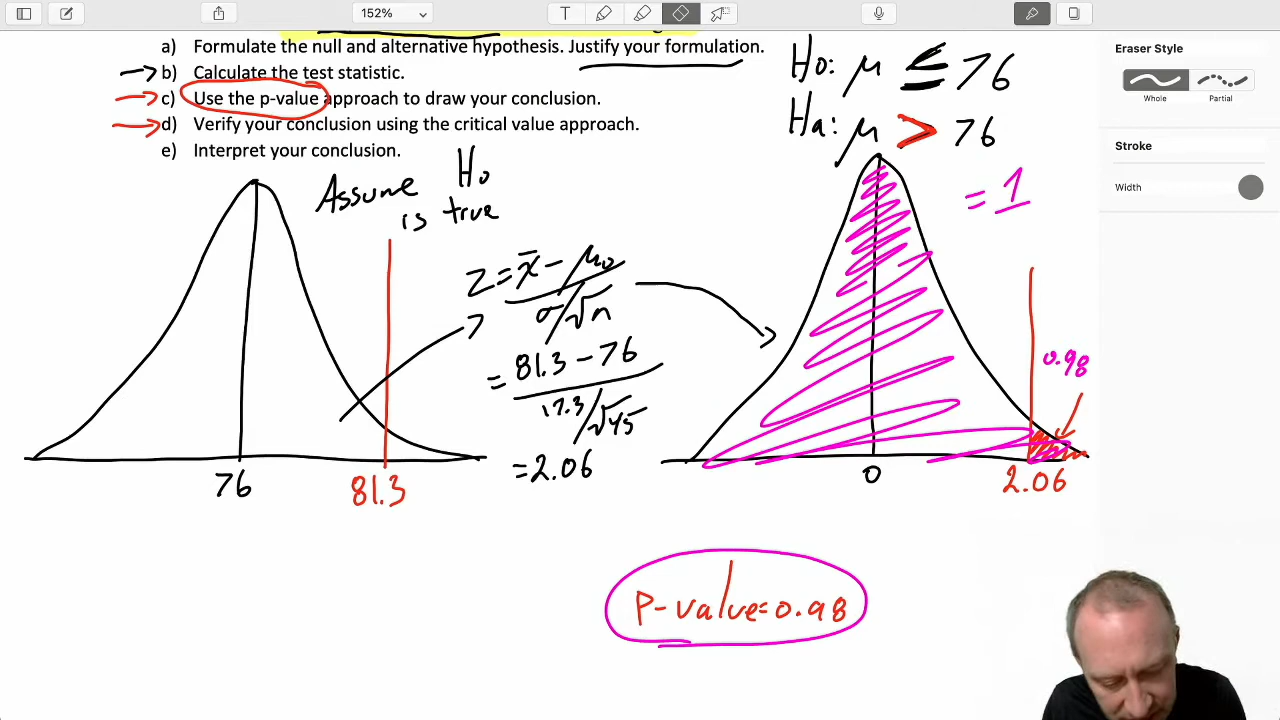 152%
T
a) Formulate the null and alternative hypothesis. Justify your formulation.
b) Calculate the test statistic.
c) Use the p-value approach to draw your conclusion.
d) Verify your conclusion using the critical value approach.
e) Interpret your conclusion.
Ho: μ ≤ 76
Ha: μ > 76
Eraser Style
Whole Partial
Stroke
Width
Assume Ho
is true
= 1
Z = x̄ - μ0
σ/√n
= 81.3 - 76
17.3/√45
= 2.06
76
81.3
0
2.06
0.98
P-value=0.98